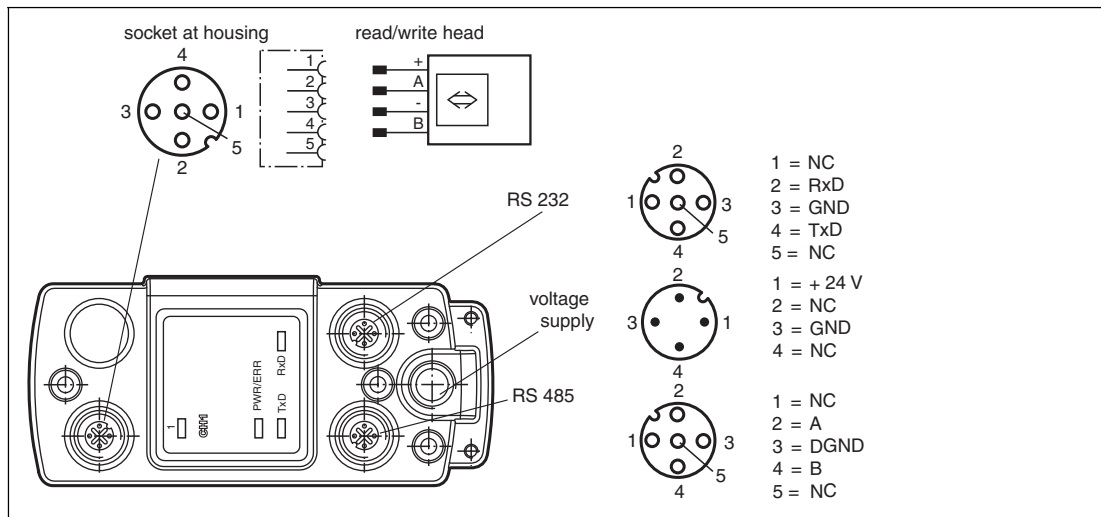 socket at housing
read/write head
4
3
1
5
2
1
2
3
4
5
+
A
-
B
RS 232
voltage
supply
RS 485
1
PWR/ERR
TxD
RxD
2
1
3
5
4
1 = NC
2 = RxD
3 = GND
4 = TxD
5 = NC
2
3
1
4
1 = + 24 V
2 = NC
3 = GND
4 = NC
2
1
3
5
4
1 = NC
2 = A
3 = DGND
4 = B
5 = NC